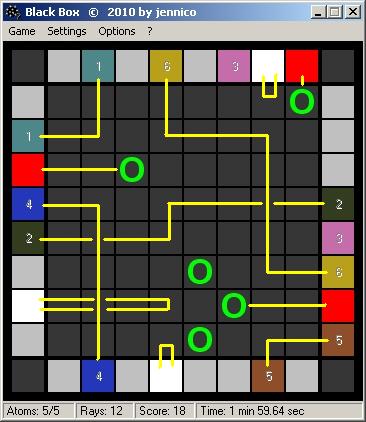 Black Box © 2010 by jennico
Game Settings Options ?
1 6 3
1
4 2
2 3
6
5
4 5
Atoms: 5/5 Rays: 12 Score: 18 Time: 1 min 59.64 sec